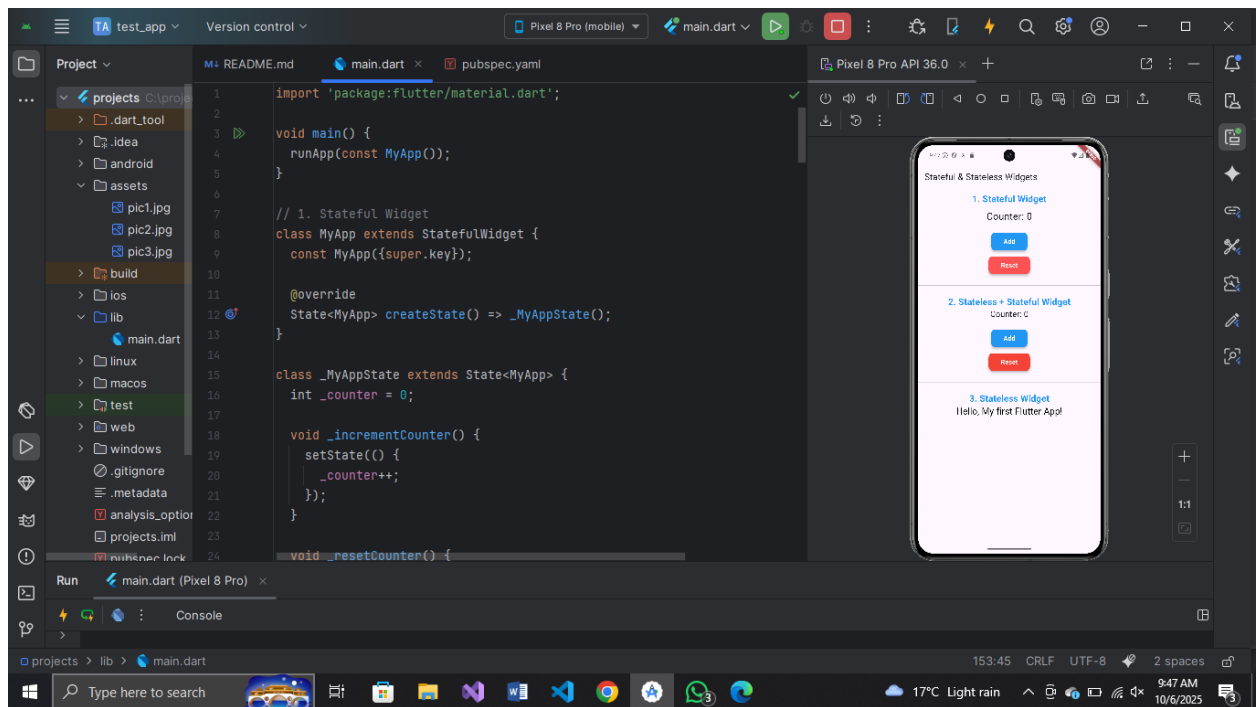 TA test_app
Version control
Pixel 8 Pro (mobile)
main.dart
Project
README.md
main.dart
pubspec.yaml
Pixel 8 Pro API 36.0
projects C:\proje
.dart_tool
.idea
android
assets
pic1.jpg
pic2.jpg
pic3.jpg
build
ios
lib
main.dart
linux
macos
test
web
windows
.gitignore
.metadata
analysis_option
projects.iml
pubspec.lock
1 import 'package:flutter/material.dart';
2
3 void main() {
4 runApp(const MyApp());
5 }
6
7 // 1. Stateful Widget
8 class MyApp extends StatefulWidget {
9 const MyApp({super.key});
10
11 @override
12 State<MyApp> createState() => _MyAppState();
13 }
14
15 class _MyAppState extends State<MyApp> {
16 int _counter = 0;
17
18 void _incrementCounter() {
19 setState(() {
20 _counter++;
21 });
22 }
23
24 void _resetCounter() {
Stateful & Stateless Widgets
1. Stateful Widget
Counter: 0
Add
Reset
2. Stateless + Stateful Widget
Counter: 0
Add
Reset
3. Stateless Widget
Hello, My first Flutter App!
1:1
Run
main.dart (Pixel 8 Pro)
Console
projects > lib > main.dart
153:45 CRLF UTF-8 2 spaces
Type here to search
3
17°C Light rain
9:47 AM
10/6/2025
3